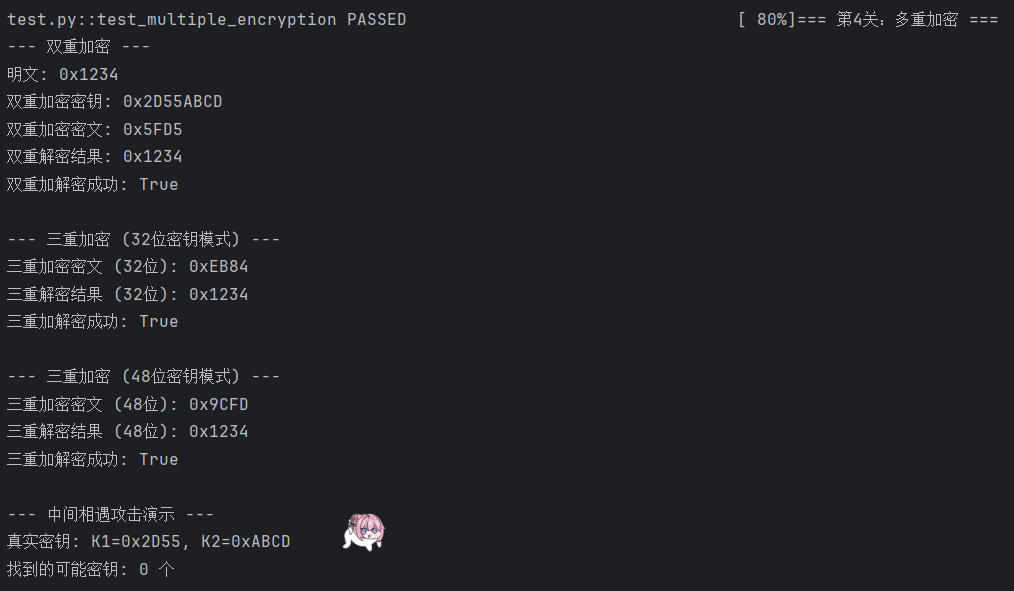 test.py::test_multiple_encryption PASSED [ 80%]=== 第4关: 多重加密 ===
--- 双重加密 ---
明文: 0x1234
双重加密密钥: 0x2D55ABCD
双重加密密文: 0x5FD5
双重解密结果: 0x1234
双重加解密成功: True
--- 三重加密 (32位密钥模式) ---
三重加密密文 (32位): 0xEB84
三重解密结果 (32位): 0x1234
三重加解密成功: True
--- 三重加密 (48位密钥模式) ---
三重加密密文 (48位): 0x9CFD
三重解密结果 (48位): 0x1234
三重加解密成功: True
--- 中间相遇攻击演示 ---
真实密钥: K1=0x2D55, K2=0xABCD
找到的可能密钥: 0 个